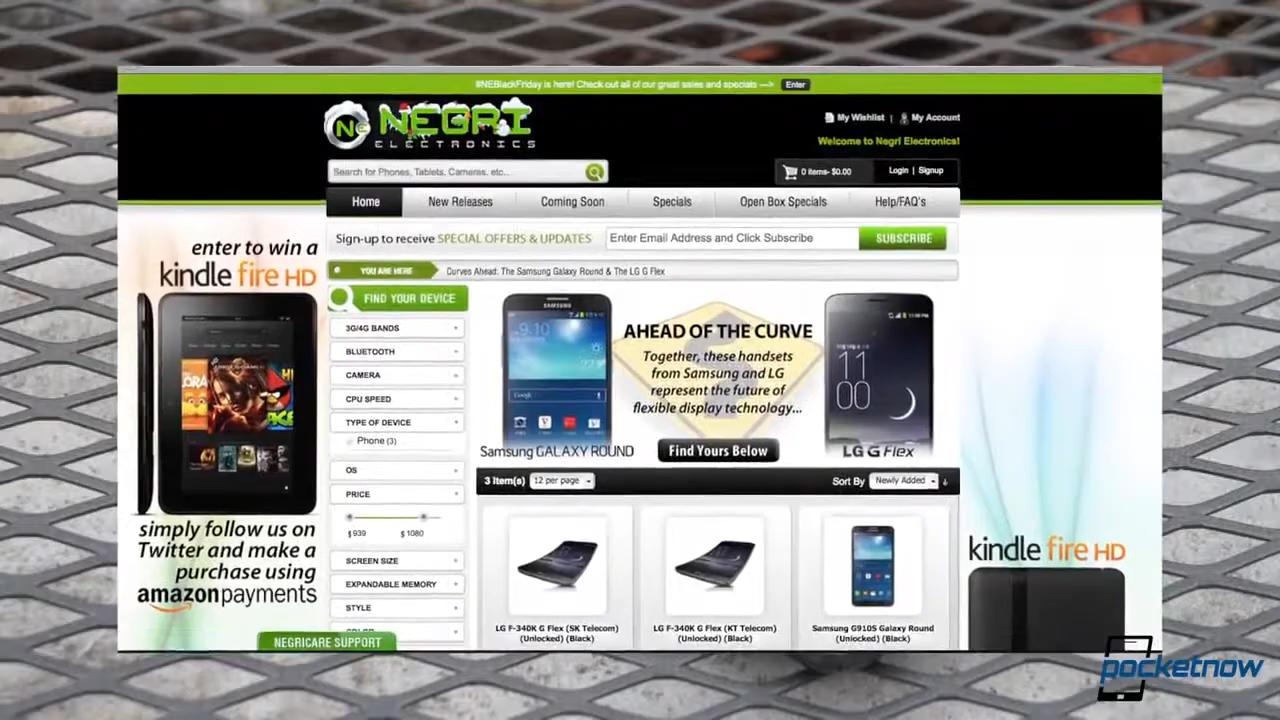 #NEBlackFriday is here! Check out all of our great sales and specials ---> Enter
Ne NEGRI
ELECTRONICS
My Wishlist | My Account
Welcome to Negri Electronics!
Search for Phones, Tablets, Cameras, etc...
0 items- $0.00
Login | Signup
Home New Releases Coming Soon Specials Open Box Specials Help/FAQ's
Sign-up to receive SPECIAL OFFERS & UPDATES Enter Email Address and Click Subscribe SUBSCRIBE
YOU ARE HERE Curves Ahead: The Samsung Galaxy Round & The LG G Flex
enter to win a
kindle fire HD
simply follow us on
Twitter and make a
purchase using
amazonpayments
FIND YOUR DEVICE
3G/4G BANDS
BLUETOOTH
CAMERA
CPU SPEED
TYPE OF DEVICE
Phone (3)
OS
PRICE
$939 $1080
SCREEN SIZE
EXPANDABLE MEMORY
STYLE
COLOR
NEGRICARE SUPPORT
SAMSUNG
9.10
Google
Samsung GALAXY ROUND
AHEAD OF THE CURVE
Together, these handsets
from Samsung and LG
represent the future of
flexible display technology...
Find Yours Below
11
00
LG G Flex
3 item(s) 12 per page Sort By Newly Added
LG F-340K G Flex (SK Telecom)
(Unlocked) (Black)
LG F-340K G Flex (KT Telecom)
(Unlocked) (Black)
Samsung G910S Galaxy Round
(Unlocked) (Black)
kindle fire HD
pocketnow